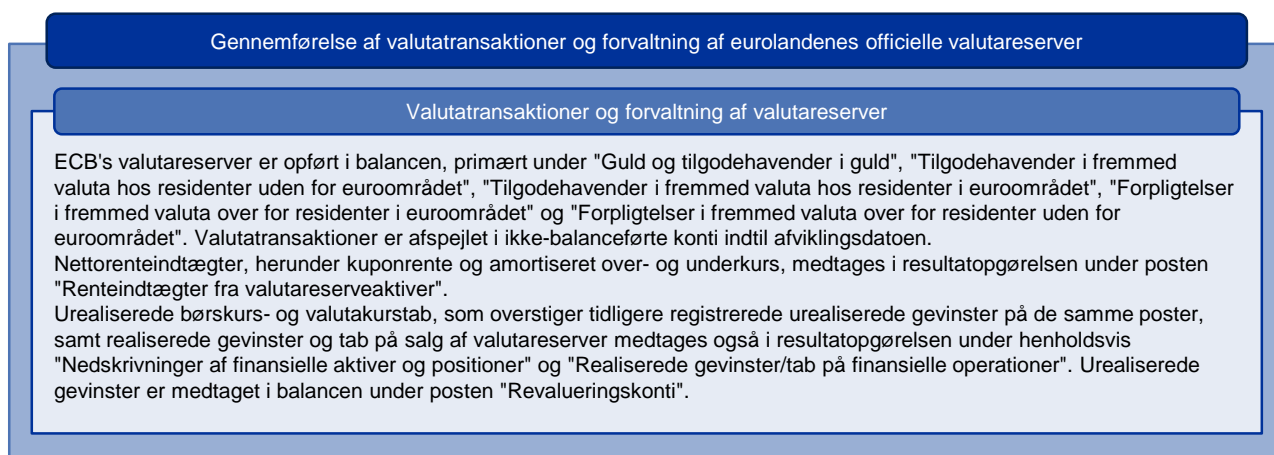 Gennemførelse af valutatransaktioner og forvaltning af eurolandenes officielle valutareserver
Valutatransaktioner og forvaltning af valutareserver
ECB's valutareserver er opført i balancen, primært under "Guld og tilgodehavender i guld", "Tilgodehavender i fremmed
valuta hos residenter uden for euroområdet", "Tilgodehavender i fremmed valuta hos residenter i euroområdet", "Forpligtelser
i fremmed valuta over for residenter i euroområdet" og "Forpligtelser i fremmed valuta over for residenter uden for
euroområdet". Valutatransaktioner er afspejlet i ikke-balanceførte konti indtil afviklingsdatoen.
Nettorenteindtægter, herunder kuponrente og amortiseret over- og underkurs, medtages i resultatopgørelsen under posten
"Renteindtægter fra valutareserveaktiver".
Urealiserede børskurs- og valutakurstab, som overstiger tidligere registrerede urealiserede gevinster på de samme poster,
samt realiserede gevinster og tab på salg af valutareserver medtages også i resultatopgørelsen under henholdsvis
"Nedskrivninger af finansielle aktiver og positioner" og "Realiserede gevinster/tab på finansielle operationer". Urealiserede
gevinster er medtaget i balancen under posten "Revalueringskonti".